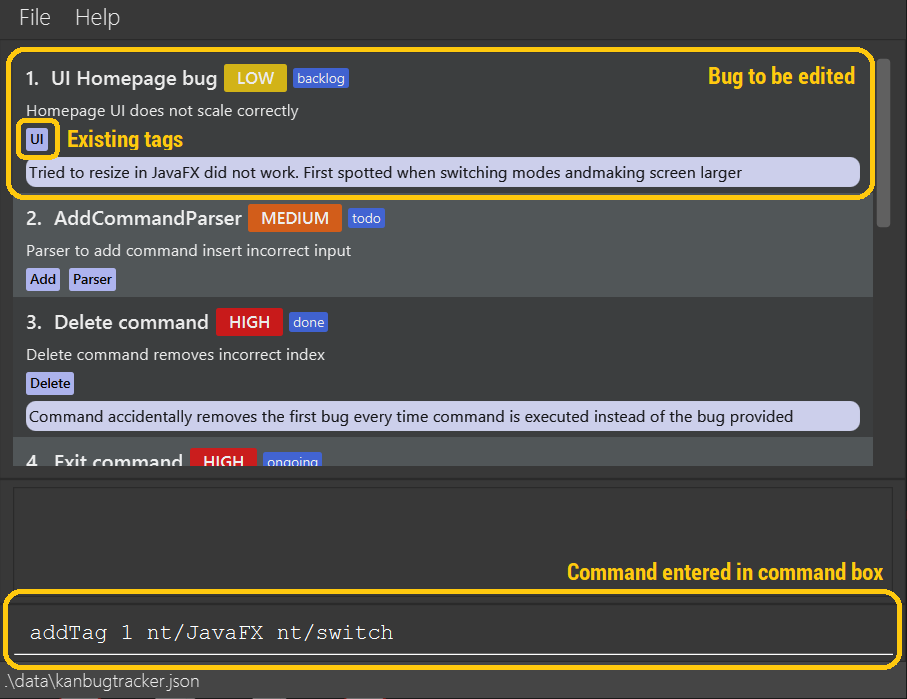 File Help
1. UI Homepage bug LOW backlog Bug to be edited
Homepage UI does not scale correctly
UI Existing tags
Tried to resize in JavaFX did not work. First spotted when switching modes andmaking screen larger
2. AddCommandParser MEDIUM todo
Parser to add command insert incorrect input
Add Parser
3. Delete command HIGH done
Delete command removes incorrect index
Delete
Command accidentally removes the first bug every time command is executed instead of the bug provided
4. Exit command HIGH ongoing
Command entered in command box
addTag 1 nt/JavaFX nt/switch
.\data\kanbugtracker.json